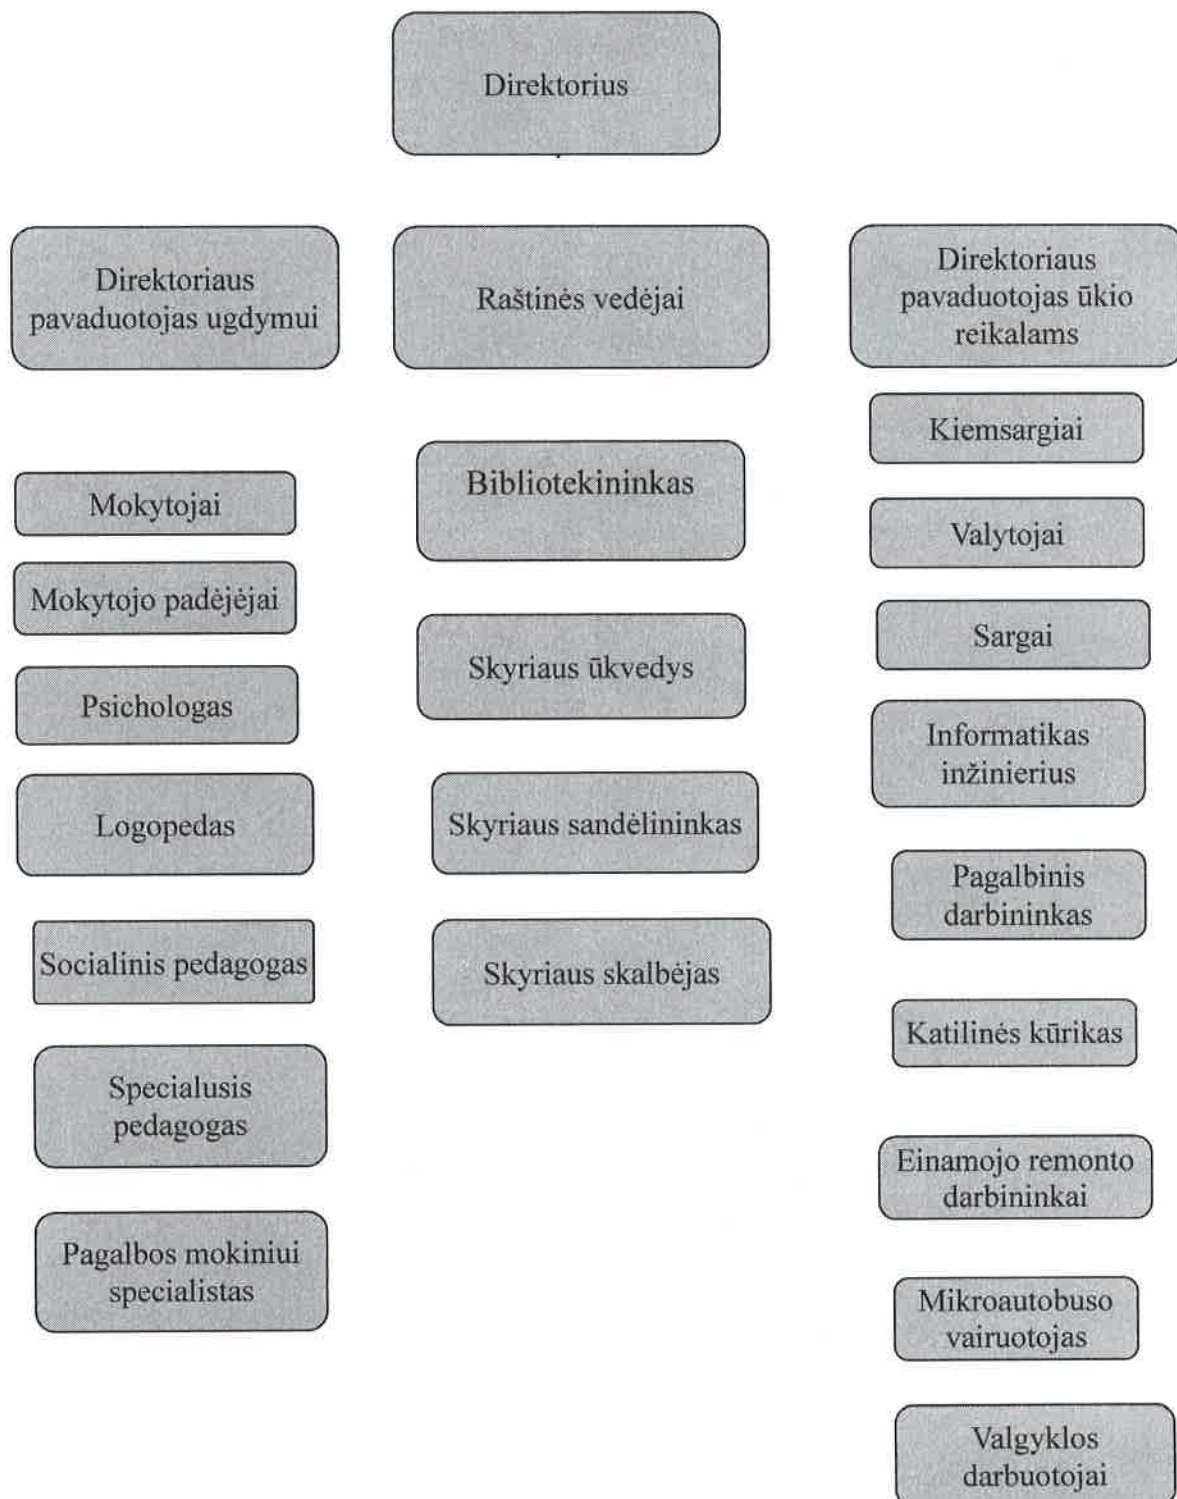 Direktorius
Direktoriaus
pavaduotojas ugdymui
Raštinės vedėjai
Direktoriaus
pavaduotojas ūkio
reikalams
Mokytojai
Mokytojo padėjėjai
Psichologas
Logopedas
Socialinis pedagogas
Specialusis
pedagogas
Pagalbos mokiniui
specialistas
Bibliotekininkas
Skyriaus ūkvedys
Skyriaus sandėlininkas
Skyriaus skalbėjas
Kiemsargiai
Valytojai
Sargai
Informatikas
inžinierius
Pagalbinis
darbininkas
Katilinės kūrikas
Einamojo remonto
darbininkai
Mikroautobuso
vairuotojas
Valgyklos
darbuotojai